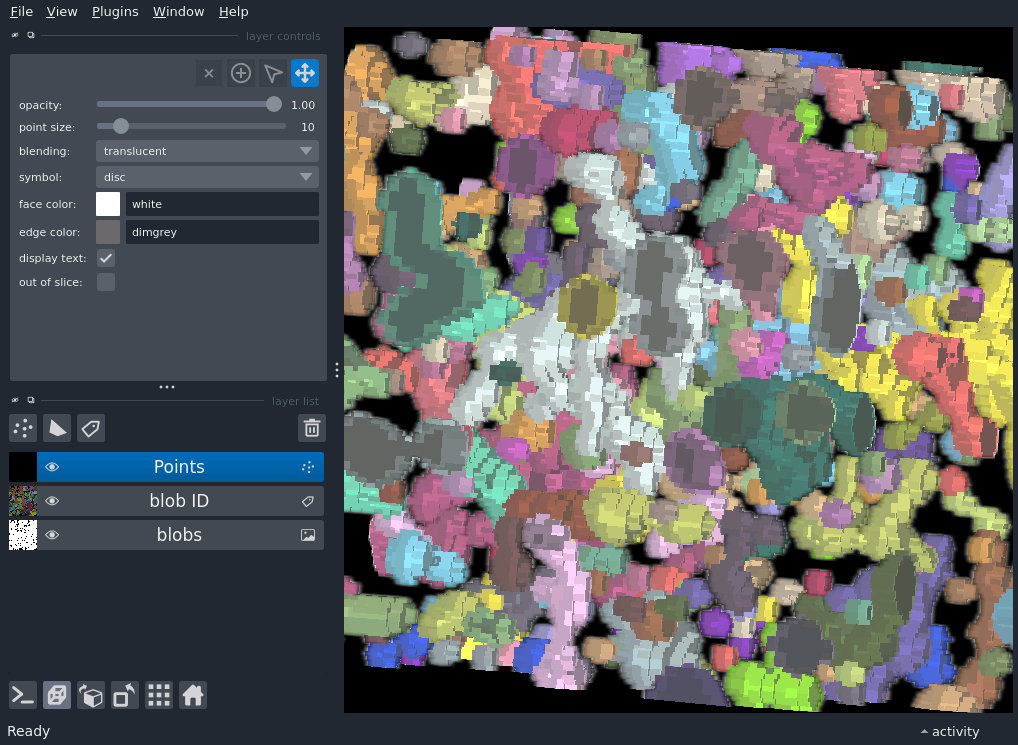 File View Plugins Window Help
layer controls
opacity: 1.00
point size: 10
blending: translucent
symbol: disc
face color: white
edge color: dimgrey
display text:
out of slice:
layer list
Points
blob ID
blobs
Ready
activity